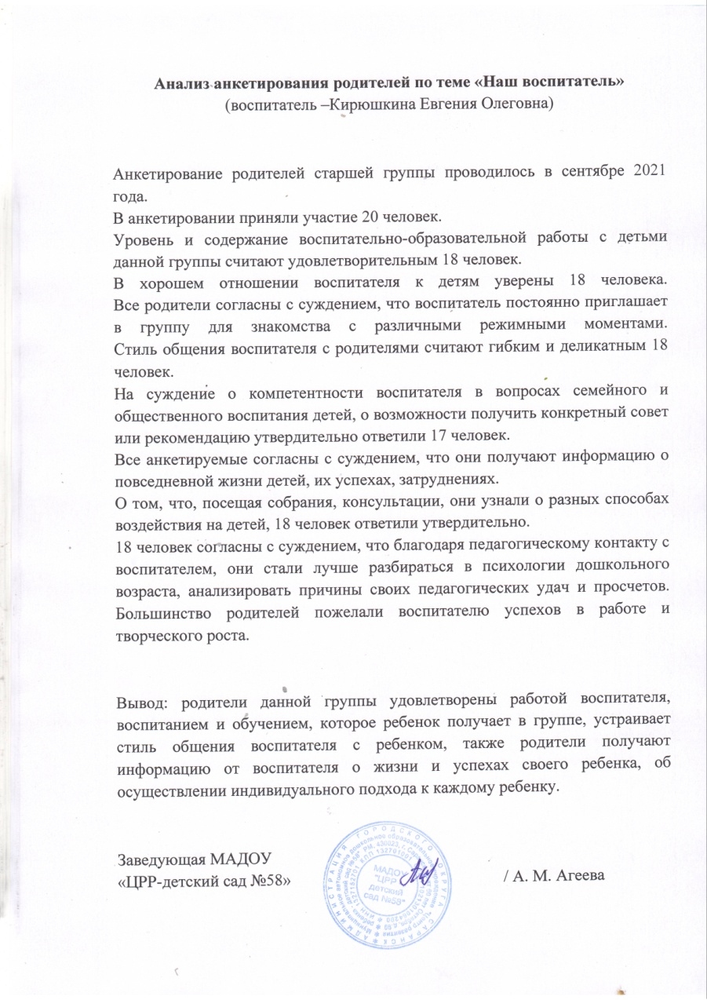 Анализ анкетирования родителей по теме «Наш воспитатель»
(воспитатель –Кирюшкина Евгения Олеговна)
Анкетирование родителей старшей группы проводилось в сентябре 2021
года.
В анкетировании приняли участие 20 человек.
Уровень и содержание воспитательно-образовательной работы с детьми
данной группы считают удовлетворительным 18 человек.
В хорошем отношении воспитателя к детям уверены 18 человека.
Все родители согласны с суждением, что воспитатель постоянно приглашает
в группу для знакомства с различными режимными моментами.
Стиль общения воспитателя с родителями считают гибким и деликатным 18
человек.
На суждение о компетентности воспитателя в вопросах семейного и
общественного воспитания детей, о возможности получить конкретный совет
или рекомендацию утвердительно ответили 17 человек.
Все анкетируемые согласны с суждением, что они получают информацию о
повседневной жизни детей, их успехах, затруднениях.
О том, что, посещая собрания, консультации, они узнали о разных способах
воздействия на детей, 18 человек ответили утвердительно.
18 человек согласны с суждением, что благодаря педагогическому контакту с
воспитателем, они стали лучше разбираться в психологии дошкольного
возраста, анализировать причины своих педагогических удач и просчетов.
Большинство родителей пожелали воспитателю успехов в работе и
творческого роста.
Вывод: родители данной группы удовлетворены работой воспитателя,
воспитанием и обучением, которое ребенок получает в группе, устраивает
стиль общения воспитателя с ребенком, также родители получают
информацию от воспитателя о жизни и успехах своего ребенка, об
осуществлении индивидуального подхода к каждому ребенку.
Заведующая МАДОУ
«ЦРР-детский сад №58» / А. М. Агеева
АДМИНИСТРАЦИЯ ГОРОДСКОГО ОКРУГА САРАНСК
МАДОУ
"ЦРР
детский
сад №58"